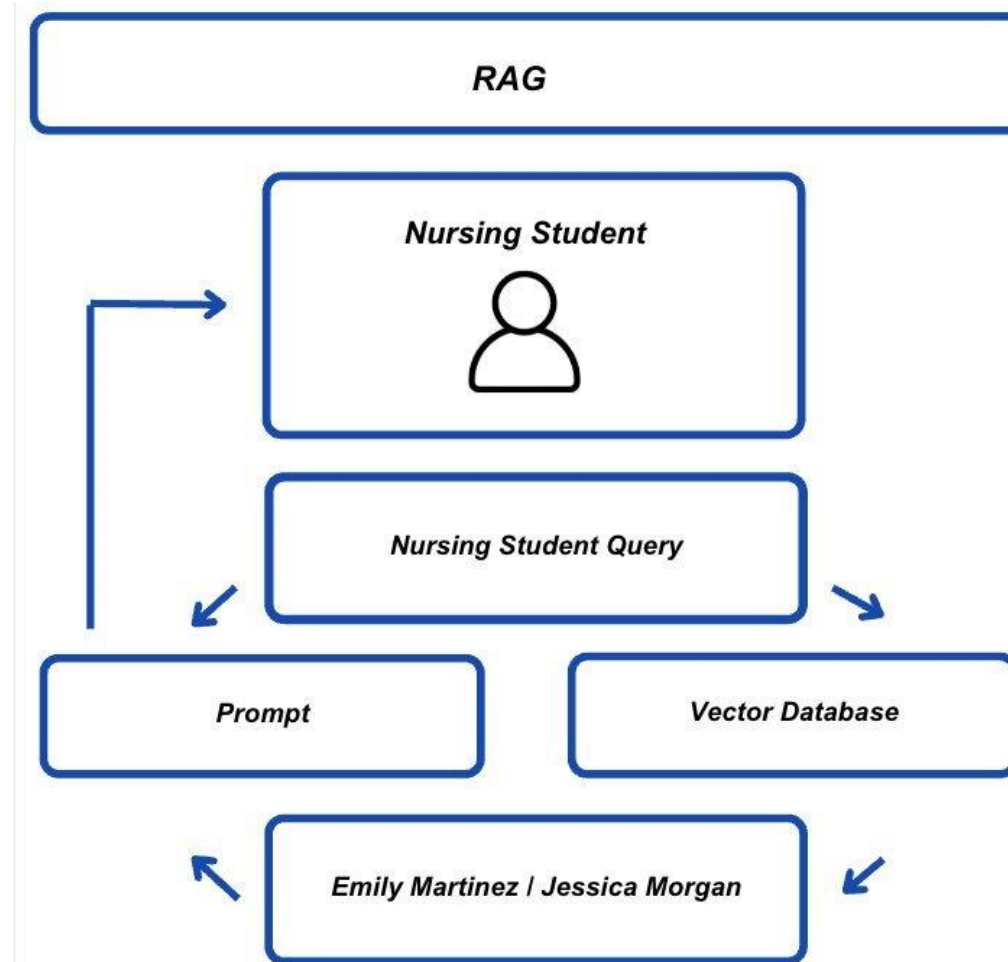 RAG
Nursing Student
Nursing Student Query
Prompt
Vector Database
Emily Martinez / Jessica Morgan